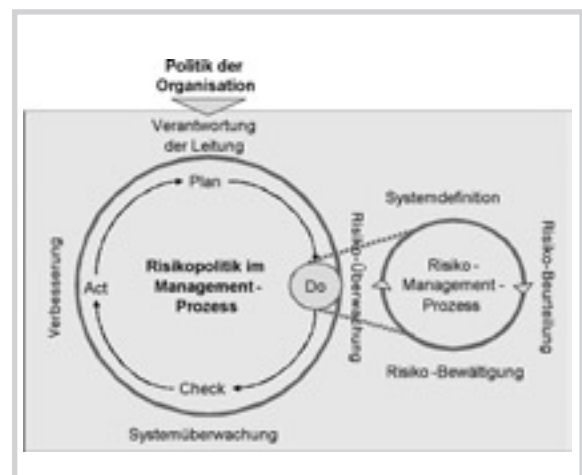 Politik der
Organisation
Verantwortung
der Leitung
Plan
Systemdefinition
Verbesserung
Act
Risikopolitik im
Management-
Prozess
Do
Risiko-Überwachung
Risiko-
Management-
Prozess
Risiko-Beurteilung
Check
Risiko-Bewältigung
Systemüberwachung